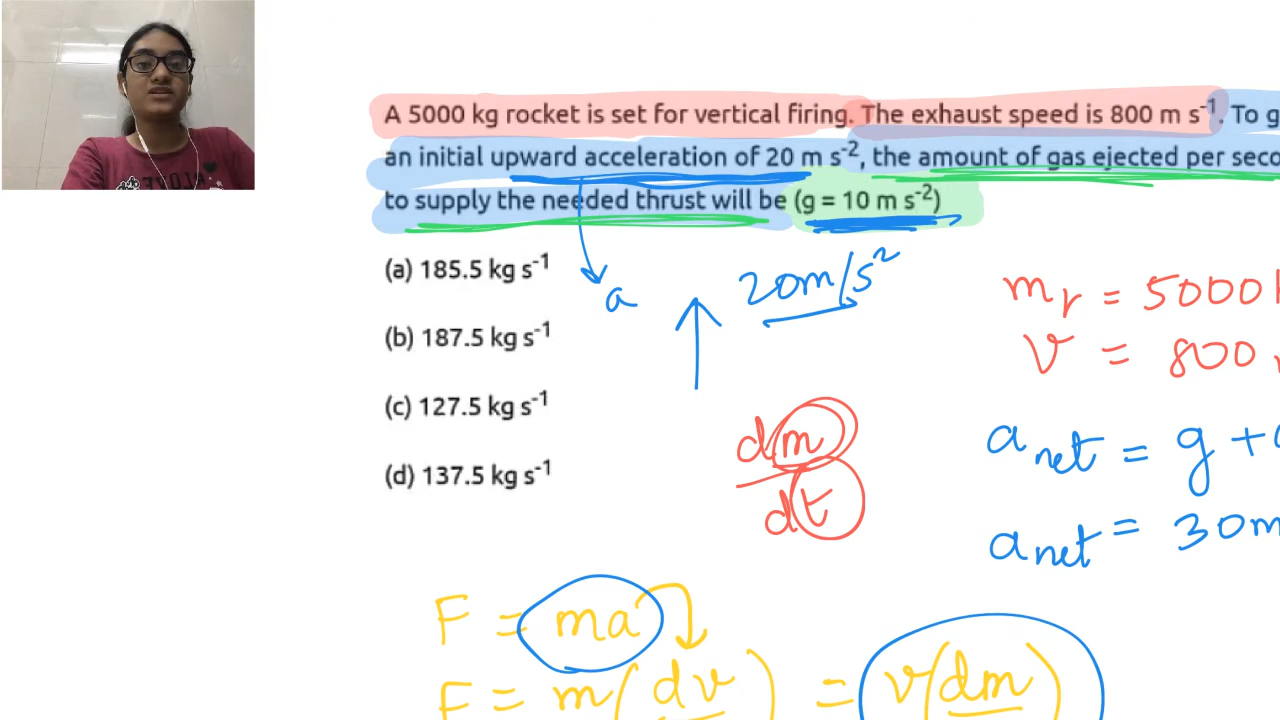 A 5000 kg rocket is set for vertical firing. The exhaust speed is 800 m s⁻¹. To g
an initial upward acceleration of 20 m s⁻², the amount of gas ejected per seco
to supply the needed thrust will be (g = 10 m s⁻²)
(a) 185.5 kg s⁻¹
(b) 187.5 kg s⁻¹
(c) 127.5 kg s⁻¹
(d) 137.5 kg s⁻¹
a
20m/s²
m_r = 5000
v = 800
dm
dt
a_net = g +
a_net = 30m
F = ma
F = m(dv) = v(dm)